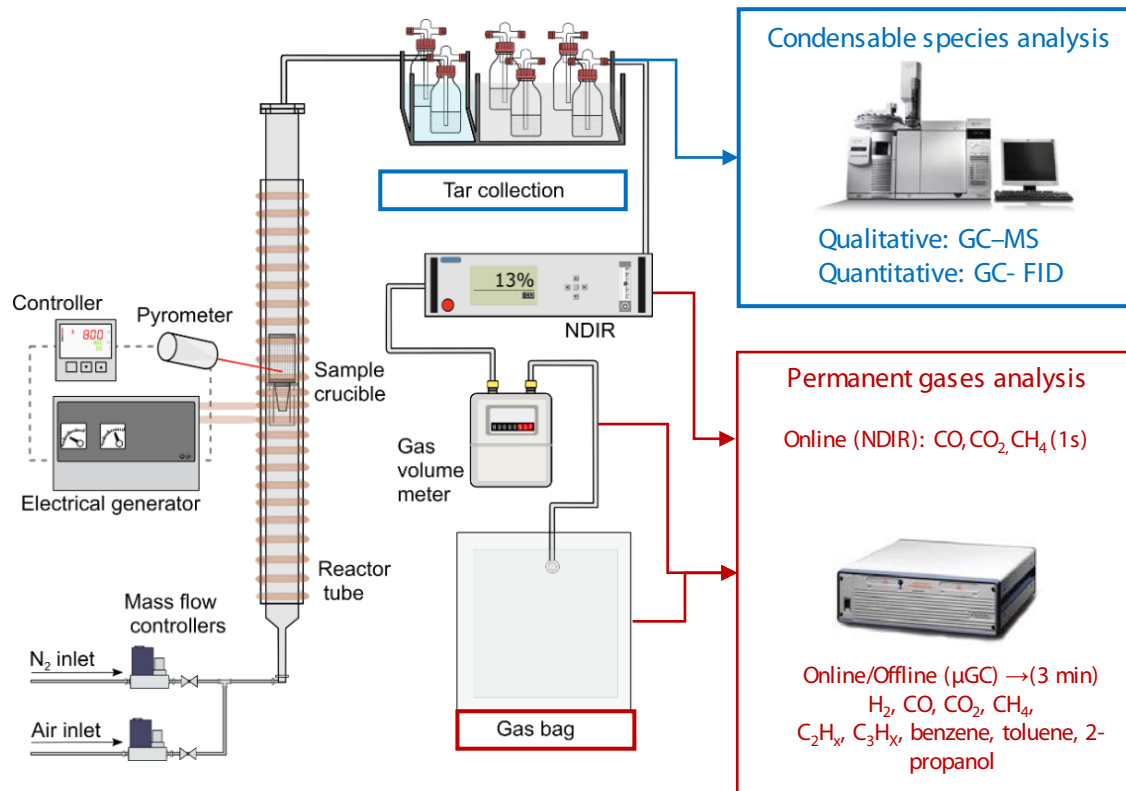 Condensable species analysis
Qualitative: GC–MS
Quantitative: GC- FID
Tar collection
13%
NDIR
Controller
800
Pyrometer
Sample
crucible
Electrical generator
Gas
volume
meter
Permanent gases analysis
Online (NDIR): CO, CO2, CH4 (1s)
Reactor
tube
Mass flow
controllers
N2 inlet
Air inlet
Gas bag
Online/Offline (µGC) →(3 min)
H2, CO, CO2, CH4,
C2Hx, C3HX, benzene, toluene, 2-
propanol